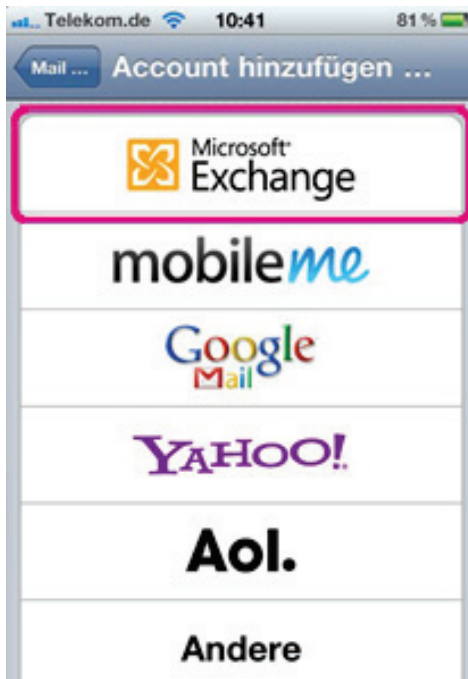 Telekom.de 10:41 81 %
Mail ... Account hinzufügen ...
Microsoft
Exchange
mobileme
Google
Mail
YAHOO!
Aol.
Andere